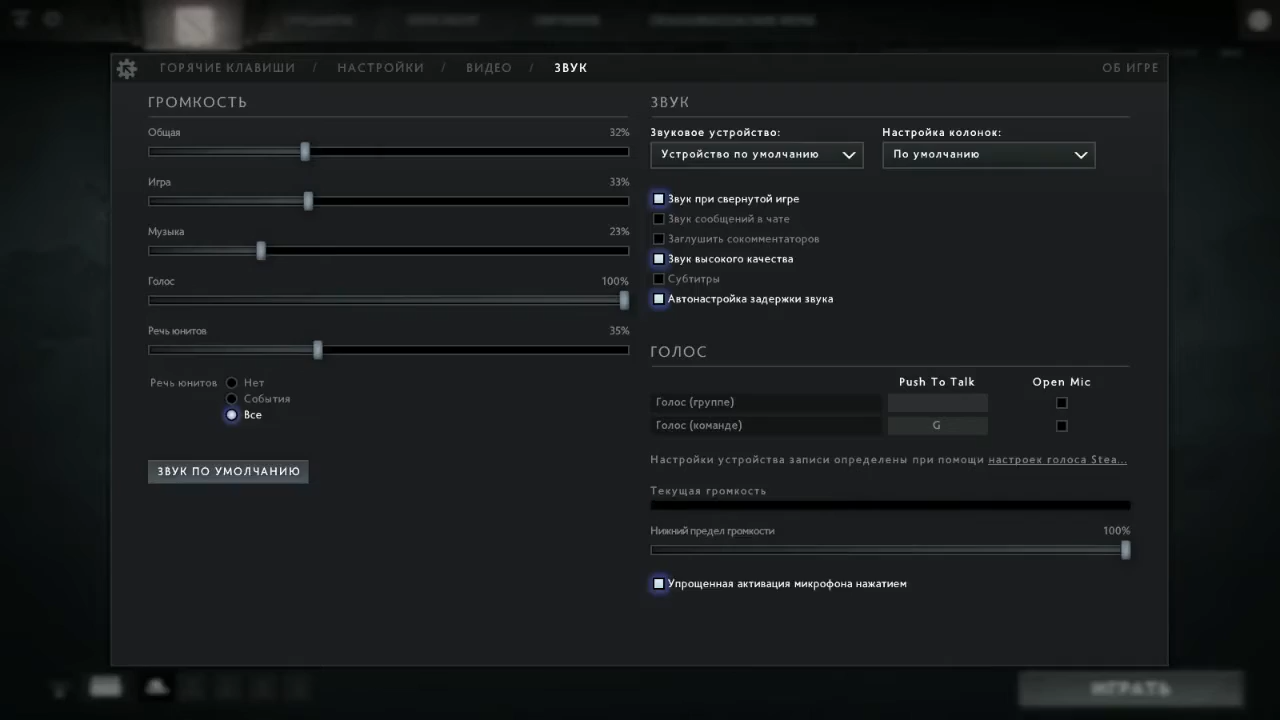 ГОРЯЧИЕ КЛАВИШИ / НАСТРОЙКИ / ВИДЕО / ЗВУК ОБ ИГРЕ
ГРОМКОСТЬ
Общая 32%
Игра 33%
Музыка 23%
Голос 100%
Речь юнитов 35%
Речь юнитов Нет
События
Все
ЗВУК ПО УМОЛЧАНИЮ
ЗВУК
Звуковое устройство: Настройка колонок:
Устройство по умолчанию По умолчанию
Звук при свернутой игре
Звук сообщений в чате
Заглушить сокомментаторов
Звук высокого качества
Субтитры
Автонастройка задержки звука
ГОЛОС
Push To Talk Open Mic
Голос (группе)
Голос (команде) G
Настройки устройства записи определены при помощи настроек голоса Stea...
Текущая громкость
Нижний предел громкости 100%
Упрощенная активация микрофона нажатием
ИГРАТЬ